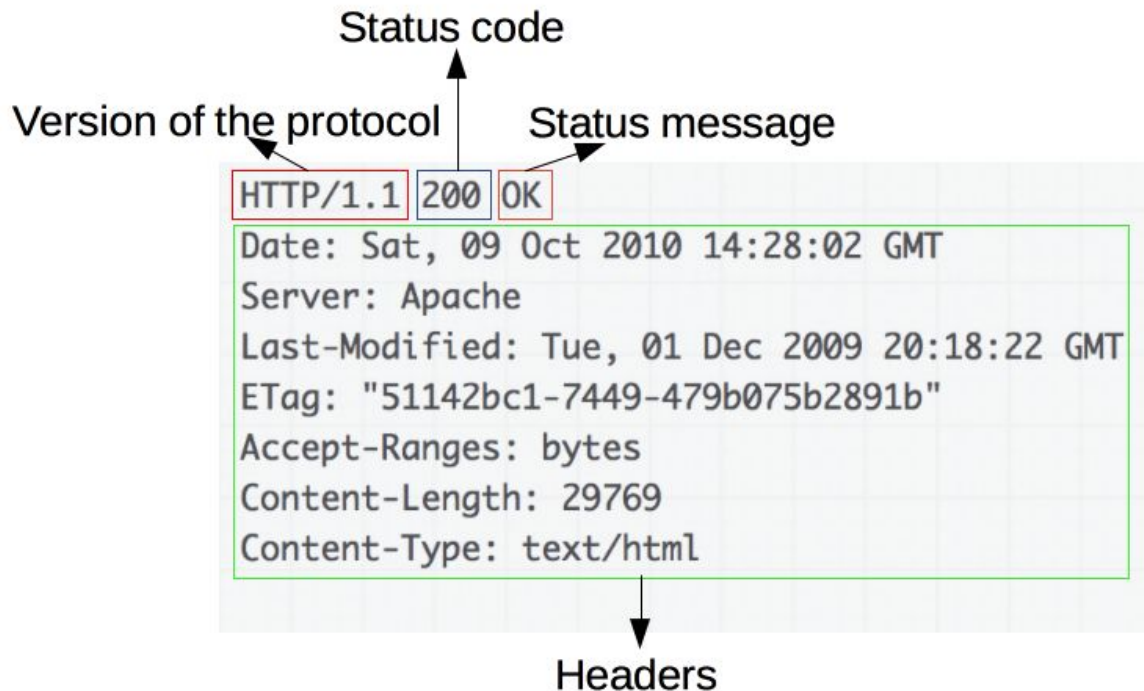 Status code
Version of the protocol
Status message
HTTP/1.1 200 OK
Date: Sat, 09 Oct 2010 14:28:02 GMT
Server: Apache
Last-Modified: Tue, 01 Dec 2009 20:18:22 GMT
ETag: "51142bc1-7449-479b075b2891b"
Accept-Ranges: bytes
Content-Length: 29769
Content-Type: text/html
Headers